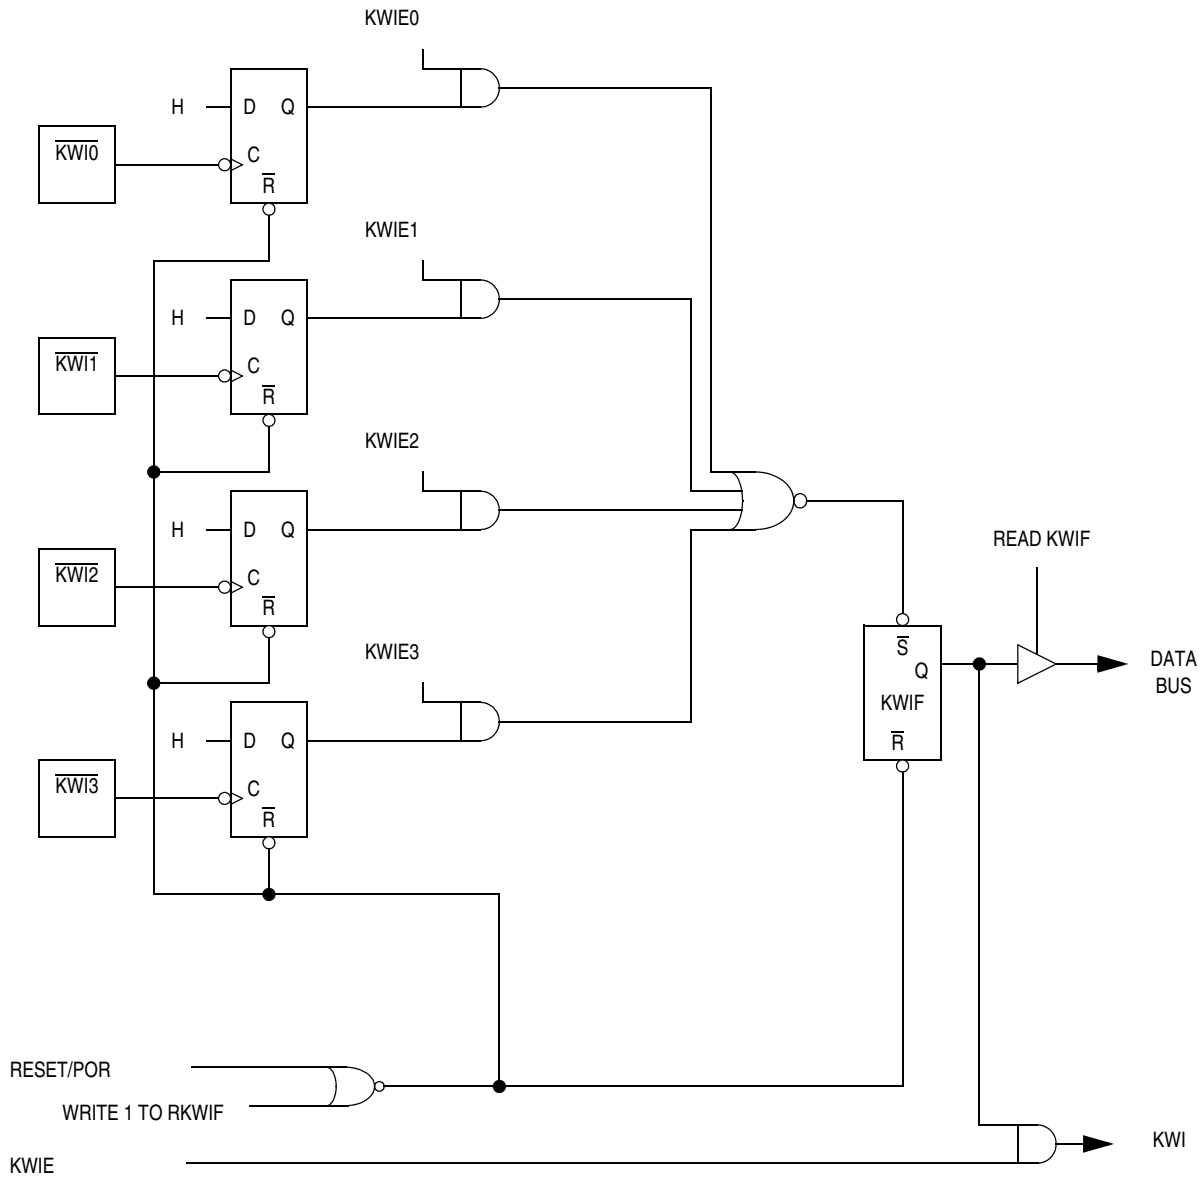 KWIE0
H D Q
KWI0
C
R
KWIE1
H D Q
KWI1
C
R
KWIE2
H D Q
KWI2
C
R
KWIE3
H D Q
KWI3
C
R
READ KWIF
S
Q
KWIF
R
DATA
BUS
RESET/POR
WRITE 1 TO RKWIF
KWIE
KWI